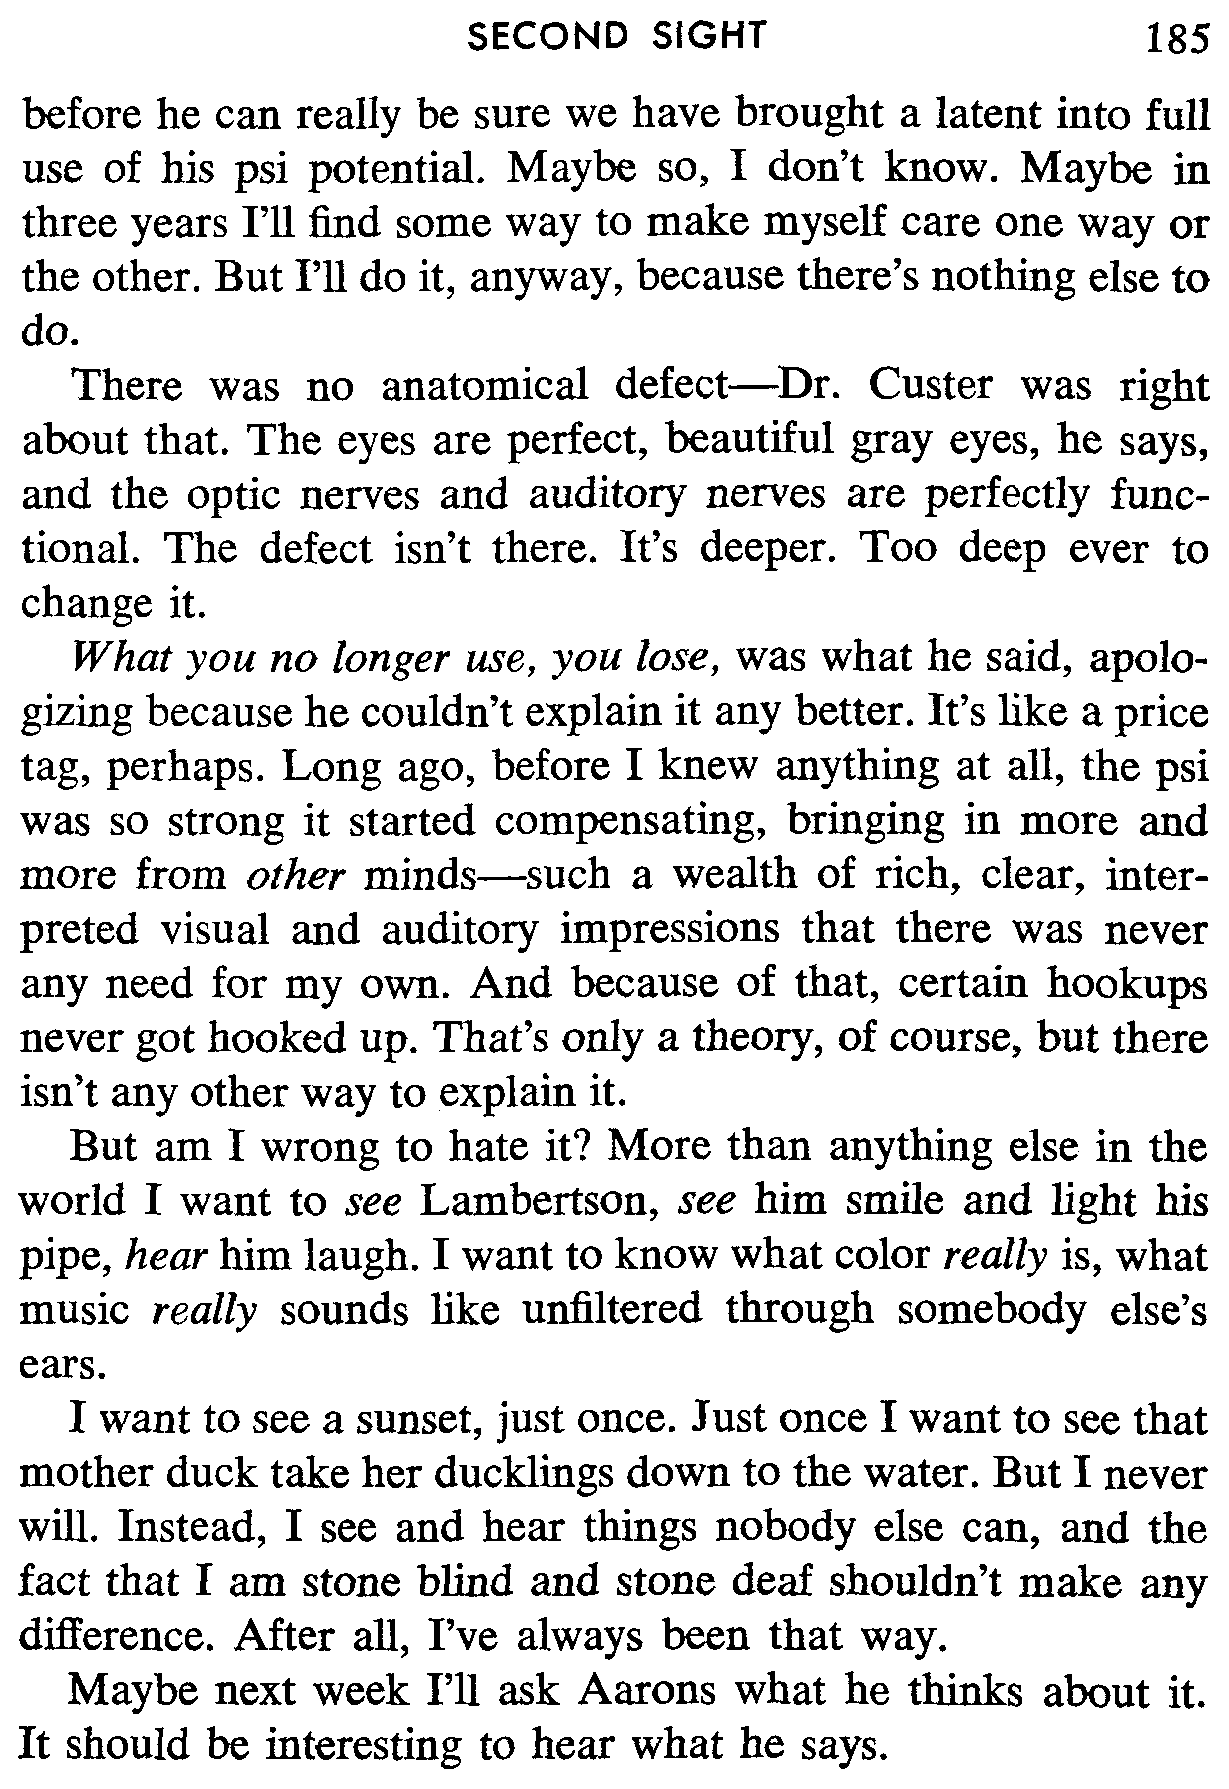 SECOND SIGHT 185
before he can really be sure we have brought a latent into full
use of his psi potential. Maybe so, I don't know. Maybe in
three years I'll find some way to make myself care one way or
the other. But I'll do it, anyway, because there's nothing else to
do.
There was no anatomical defect—Dr. Custer was right
about that. The eyes are perfect, beautiful gray eyes, he says,
and the optic nerves and auditory nerves are perfectly func-
tional. The defect isn't there. It's deeper. Too deep ever to
change it.
What you no longer use, you lose, was what he said, apolo-
gizing because he couldn't explain it any better. It's like a price
tag, perhaps. Long ago, before I knew anything at all, the psi
was so strong it started compensating, bringing in more and
more from other minds—such a wealth of rich, clear, inter-
preted visual and auditory impressions that there was never
any need for my own. And because of that, certain hookups
never got hooked up. That's only a theory, of course, but there
isn't any other way to explain it.
But am I wrong to hate it? More than anything else in the
world I want to see Lambertson, see him smile and light his
pipe, hear him laugh. I want to know what color really is, what
music really sounds like unfiltered through somebody else's
ears.
I want to see a sunset, just once. Just once I want to see that
mother duck take her ducklings down to the water. But I never
will. Instead, I see and hear things nobody else can, and the
fact that I am stone blind and stone deaf shouldn't make any
difference. After all, I've always been that way.
Maybe next week I'll ask Aarons what he thinks about it.
It should be interesting to hear what he says.